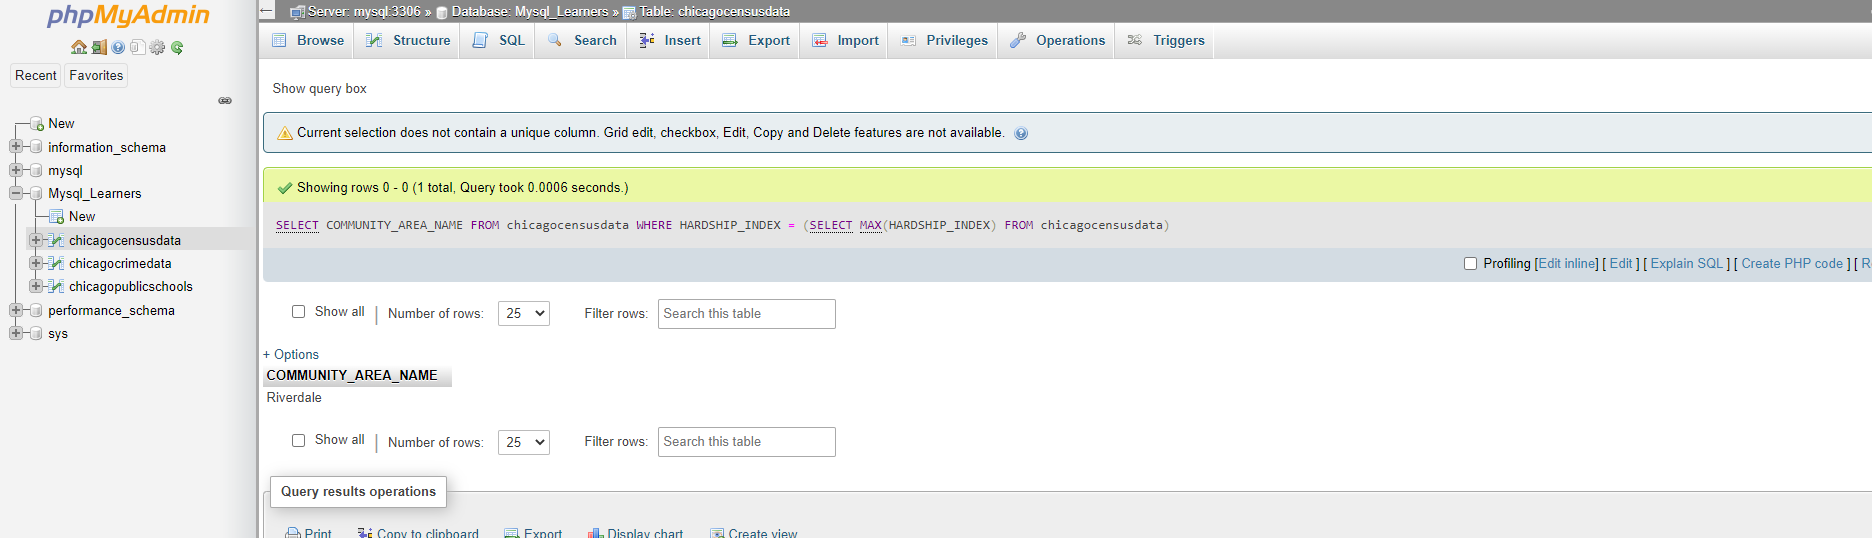 phpMyAdmin
Recent Favorites
New
information_schema
mysql
Mysql_Learners
New
chicagocensusdata
chicagocrimedata
chicagopublicschools
performance_schema
sys
Server: mysql:3306 » Database: Mysql_Learners » Table: chicagocensusdata
Browse Structure SQL Search Insert Export Import Privileges Operations Triggers
Show query box
Current selection does not contain a unique column. Grid edit, checkbox, Edit, Copy and Delete features are not available.
Showing rows 0 - 0 (1 total, Query took 0.0006 seconds.)
SELECT COMMUNITY_AREA_NAME FROM chicagocensusdata WHERE HARDSHIP_INDEX = (SELECT MAX(HARDSHIP_INDEX) FROM chicagocensusdata)
Profiling [Edit inline] [ Edit ] [ Explain SQL ] [ Create PHP code ] [ R
Show all | Number of rows: 25 Filter rows: Search this table
+ Options
COMMUNITY_AREA_NAME
Riverdale
Show all | Number of rows: 25 Filter rows: Search this table
Query results operations
Print Copy to clipboard Export Display chart Create view